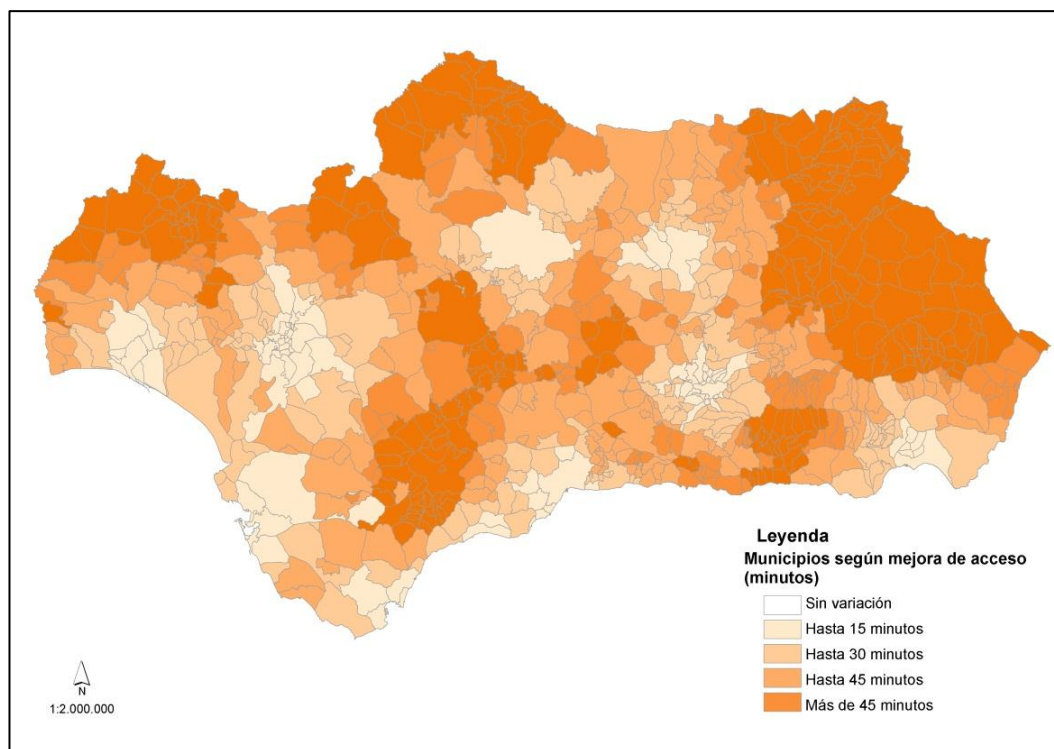 Leyenda
Municipios según mejora de acceso
(minutos)
Sin variación
Hasta 15 minutos
Hasta 30 minutos
Hasta 45 minutos
Más de 45 minutos
N
1:2.000.000